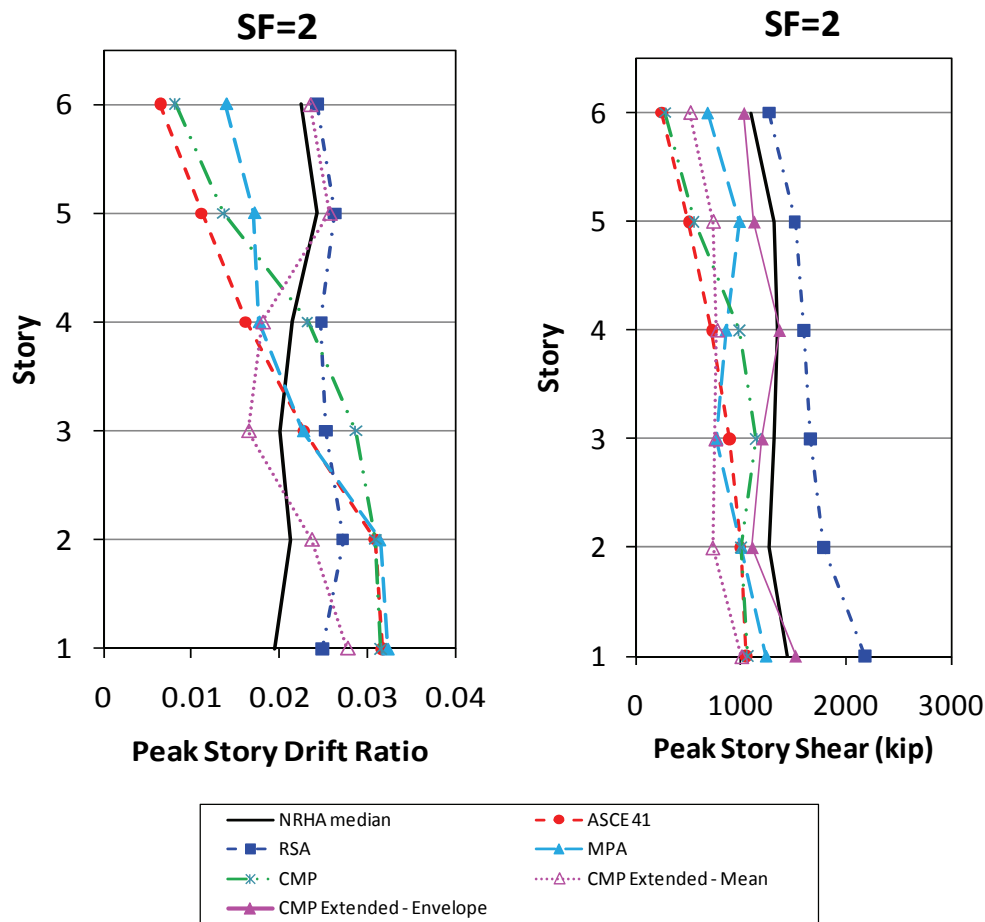 SF=2
6
5
4
3
2
1
Story
0 0.01 0.02 0.03 0.04
Peak Story Drift Ratio
SF=2
6
5
4
3
2
1
Story
0 1000 2000 3000
Peak Story Shear (kip)
NRHA median
ASCE 41
RSA
MPA
CMP
CMP Extended - Mean
CMP Extended - Envelope